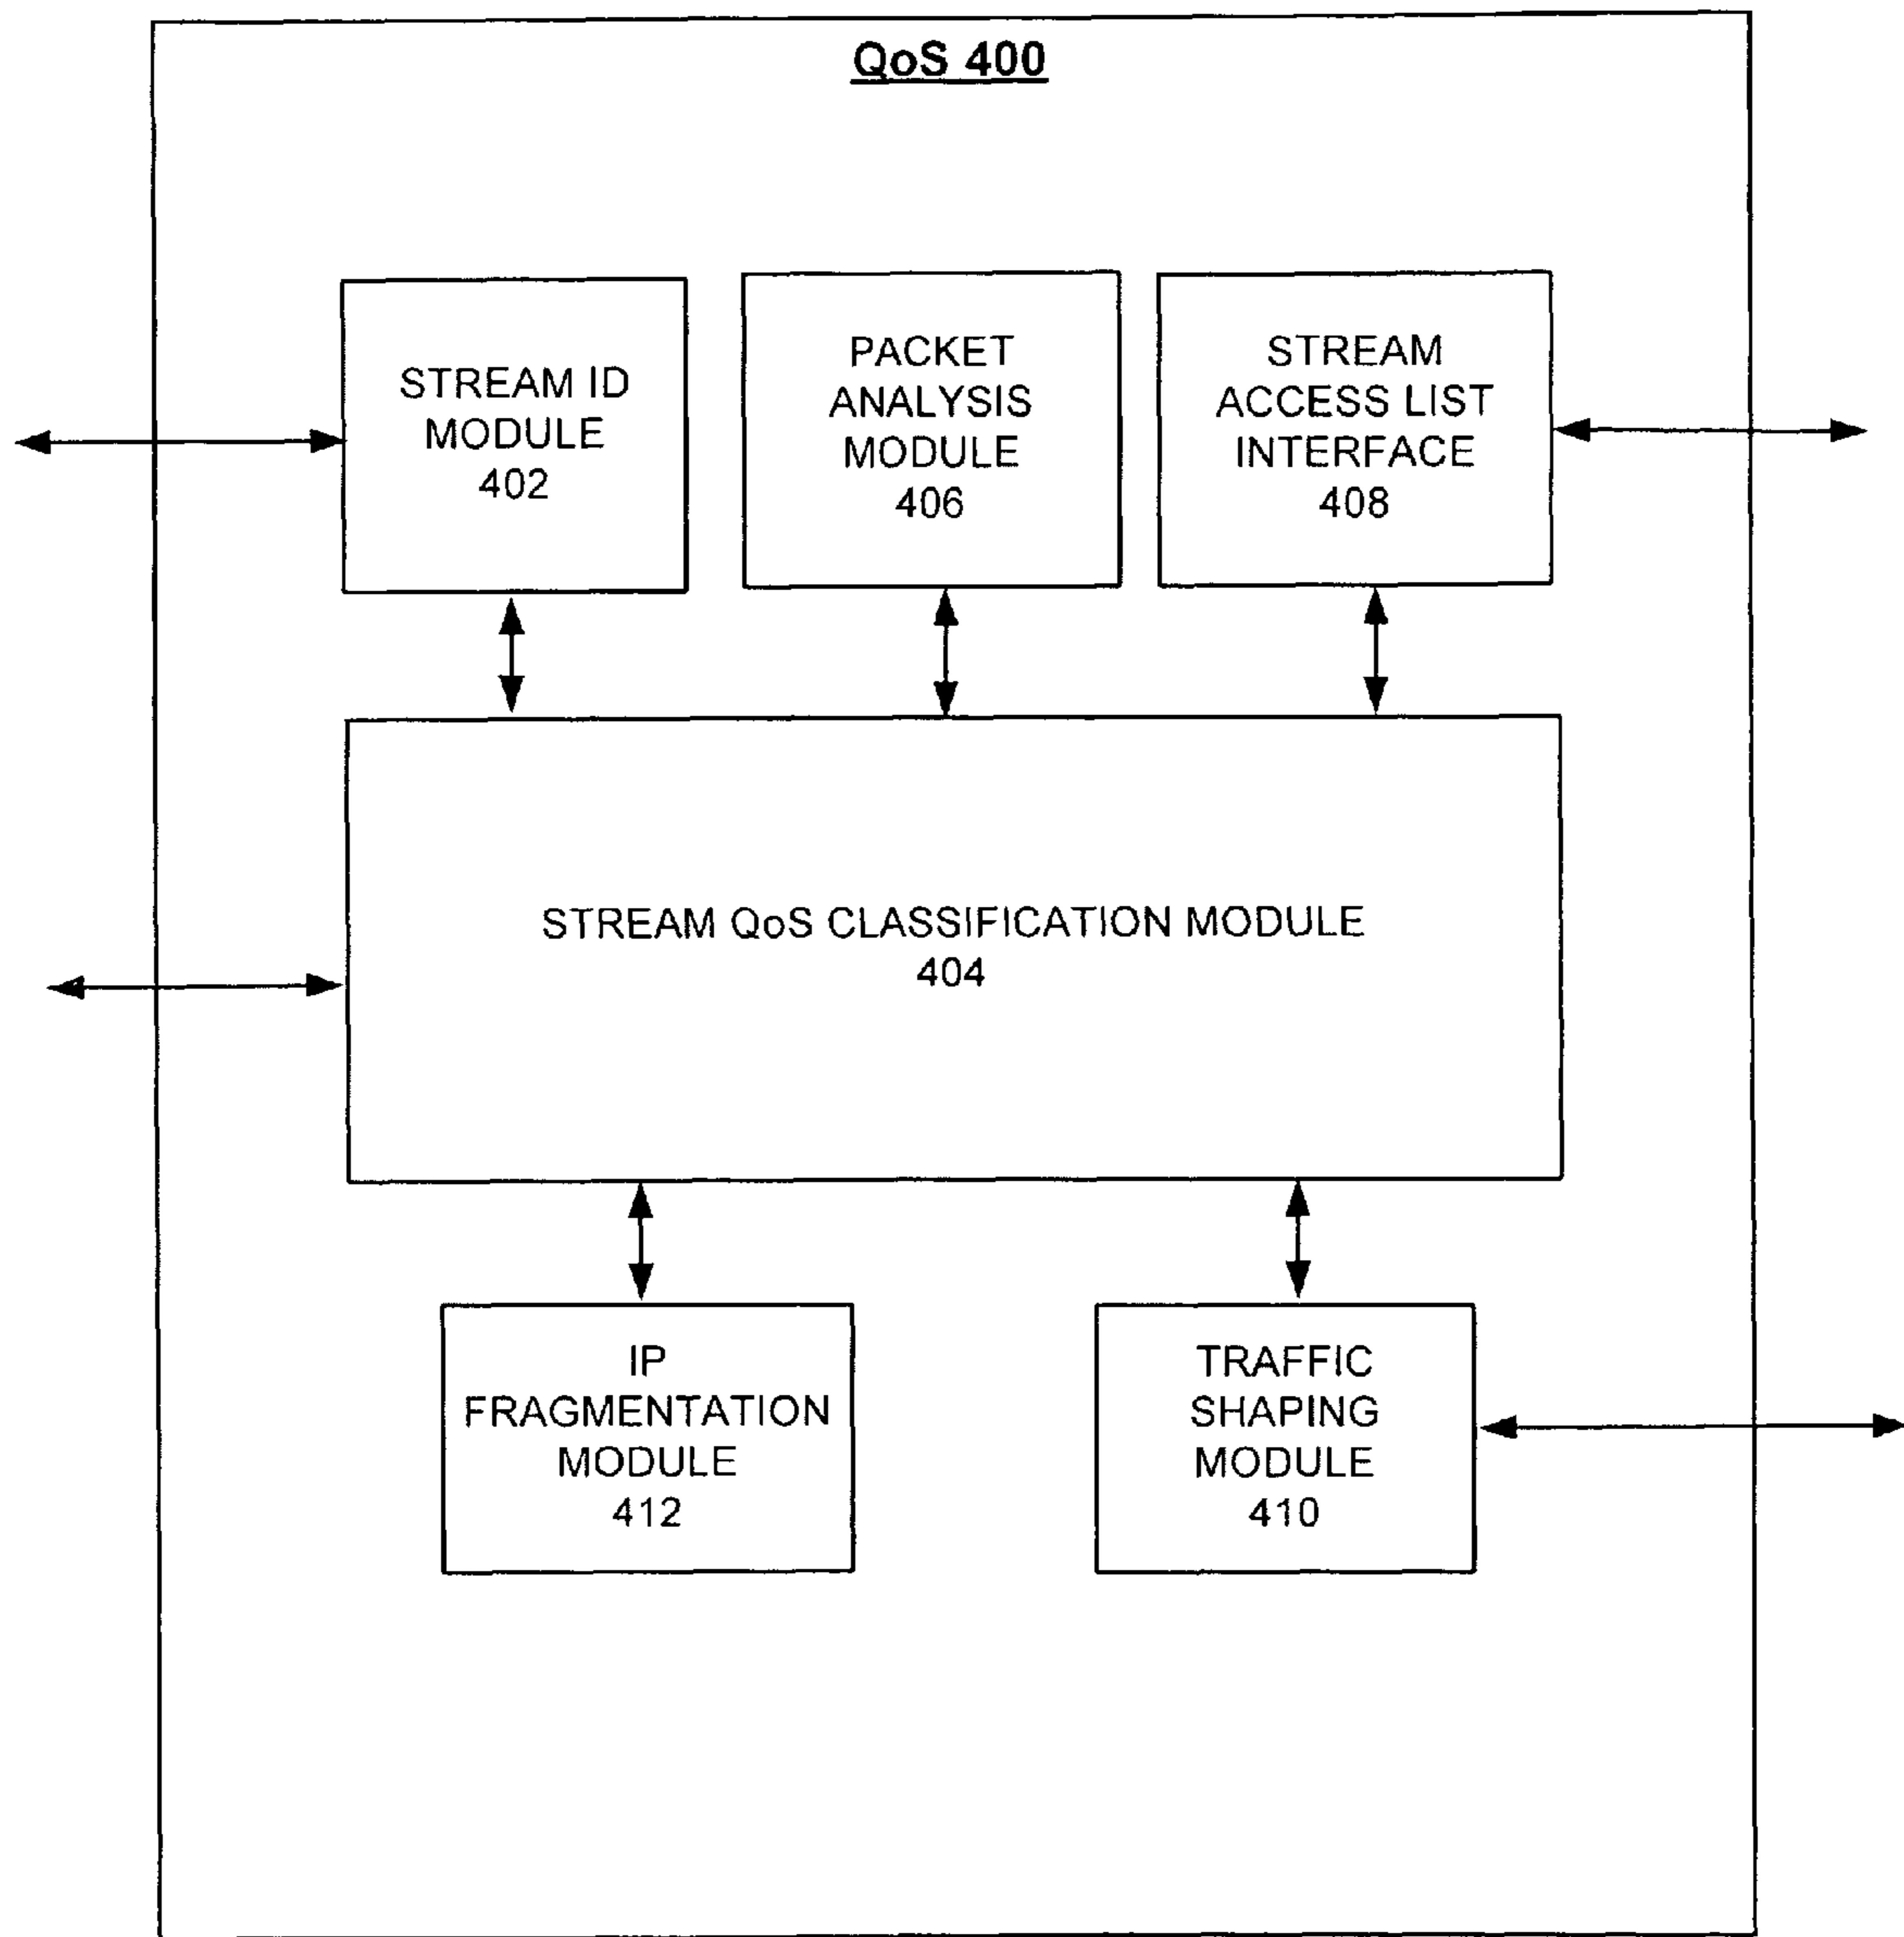 QoS 400
STREAM ID
MODULE
402
PACKET
ANALYSIS
MODULE
406
STREAM
ACCESS LIST
INTERFACE
408
STREAM QoS CLASSIFICATION MODULE
404
IP
FRAGMENTATION
MODULE
412
TRAFFIC
SHAPING
MODULE
410